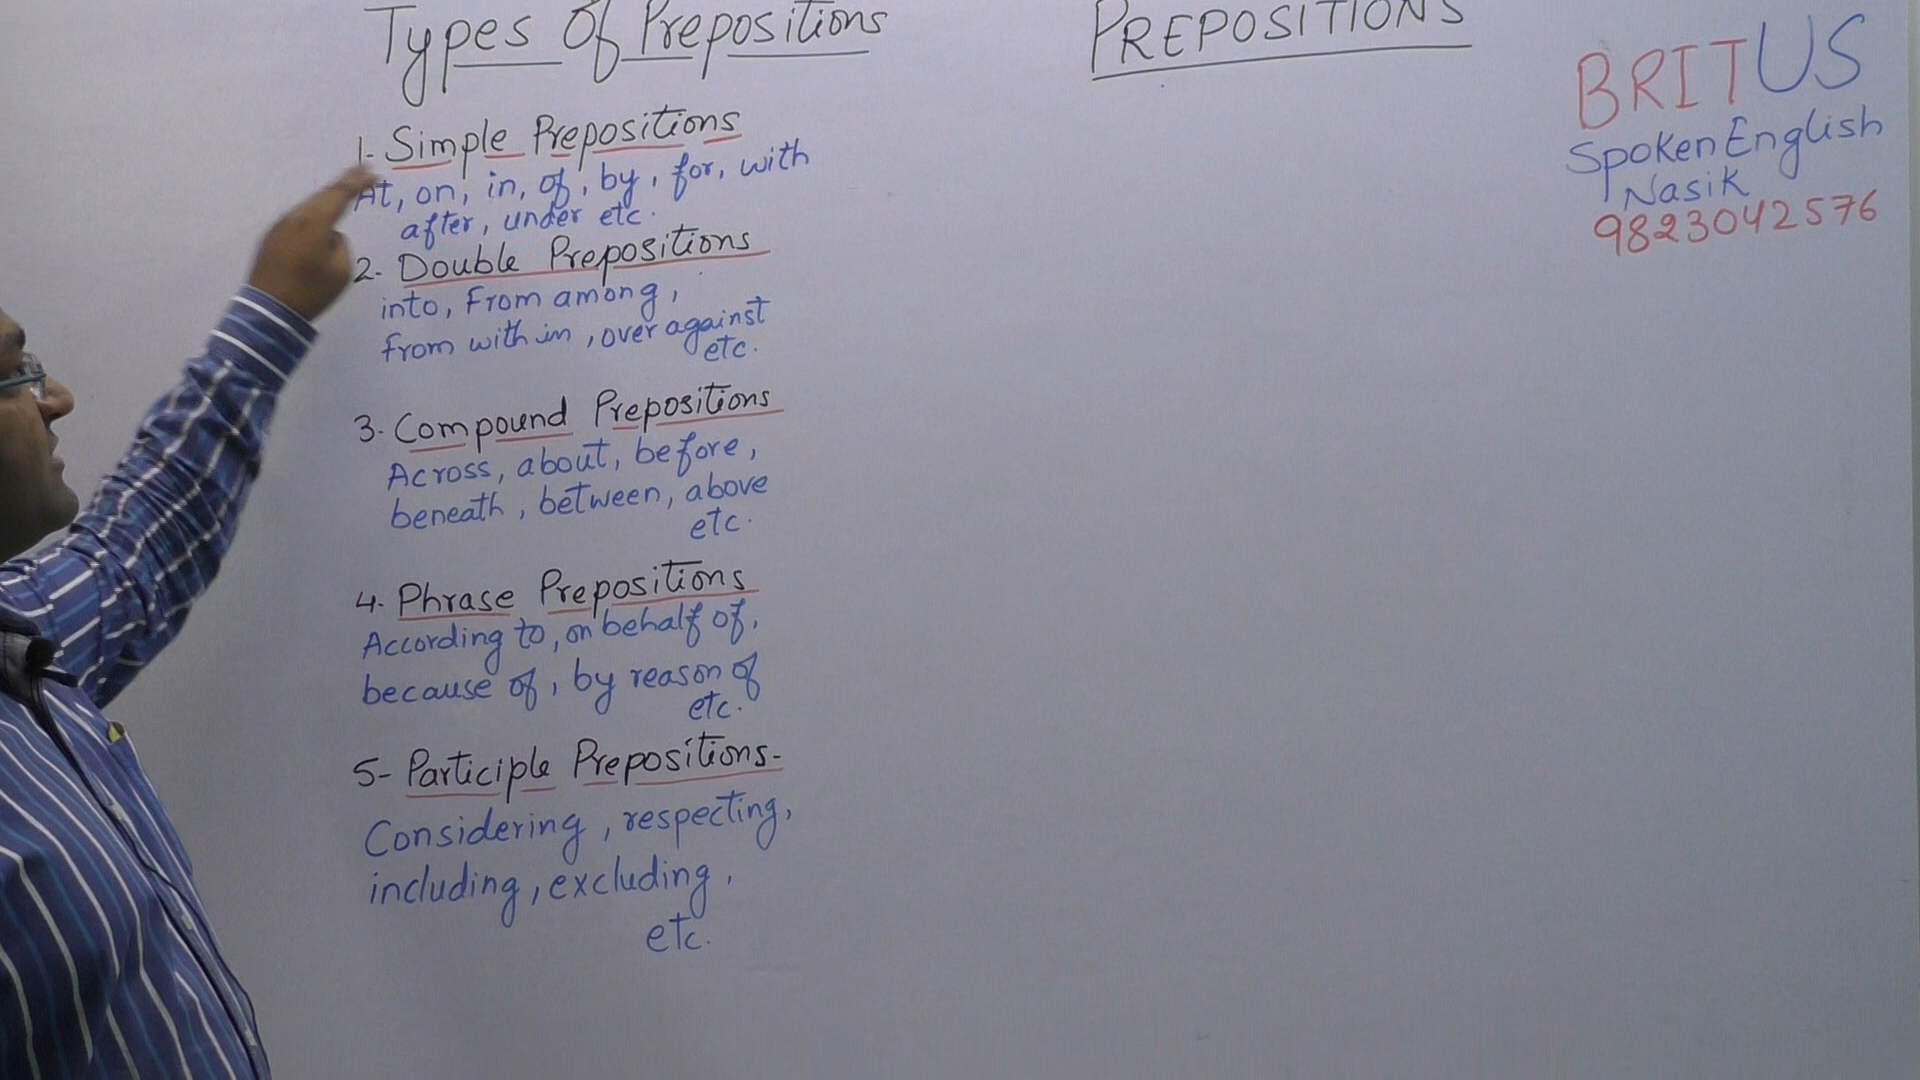 Types Of Prepositions
1- Simple Prepositions
At, on, in, of, by, for, with
after, under etc.
2- Double Prepositions
into, From among,
from with in, over against
etc.
3- Compound Prepositions
Across, about, before,
beneath, between, above
etc.
4- Phrase Prepositions
According to, on behalf of,
because of, by reason of
etc.
5- Participle Prepositions-
Considering, respecting,
including, excluding,
etc.
PREPOSITIONS
BRITUS
Spoken English
Nasik
9823042576